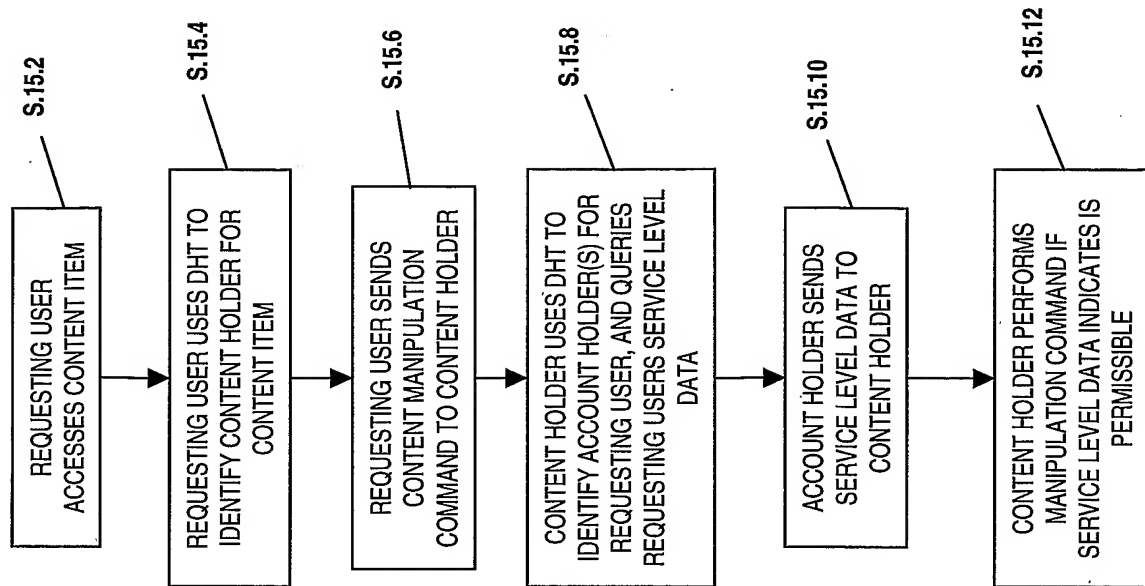 REQUESTING USER
ACCESSES CONTENT ITEM
S.15.2
REQUESTING USER USES DHT TO
IDENTIFY CONTENT HOLDER FOR
CONTENT ITEM
S.15.4
REQUESTING USER SENDS
CONTENT MANIPULATION
COMMAND TO CONTENT HOLDER
S.15.6
CONTENT HOLDER USES DHT TO
IDENTIFY ACCOUNT HOLDER(S) FOR
REQUESTING USER, AND QUERIES
REQUESTING USERS SERVICE LEVEL
DATA
S.15.8
ACCOUNT HOLDER SENDS
SERVICE LEVEL DATA TO
CONTENT HOLDER
S.15.10
CONTENT HOLDER PERFORMS
MANIPULATION COMMAND IF
SERVICE LEVEL DATA INDICATES IS
PERMISSIBLE
S.15.12